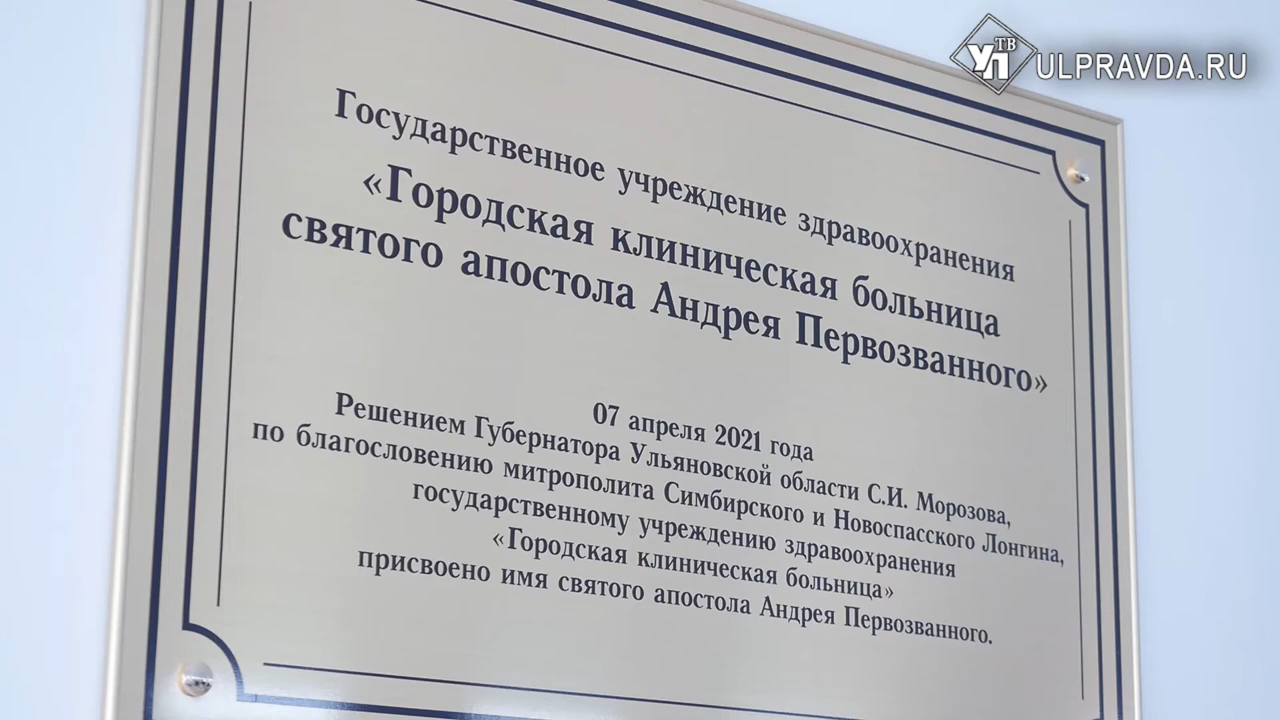 УП ТВ ULPRAVDA.RU
Государственное учреждение здравоохранения
«Городская клиническая больница
святого апостола Андрея Первозванного»
07 апреля 2021 года
Решением Губернатора Ульяновской области С.И. Морозова,
по благословению митрополита Симбирского и Новоспасского Лонгина,
государственному учреждению здравоохранения
«Городская клиническая больница»
присвоено имя святого апостола Андрея Первозванного.